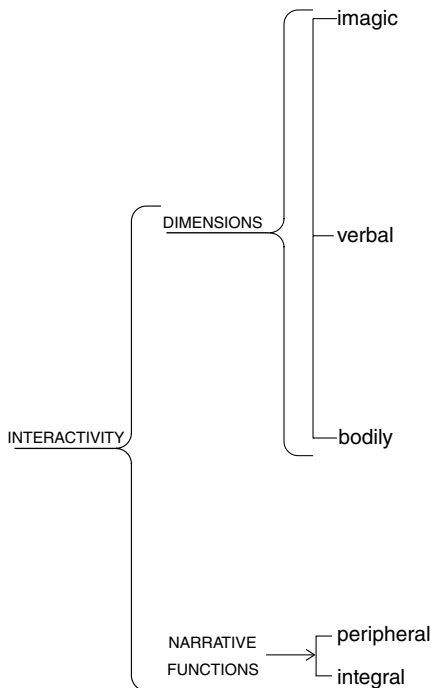 imagic
DIMENSIONS
verbal
INTERACTIVITY
bodily
NARRATIVE
FUNCTIONS
peripheral
integral